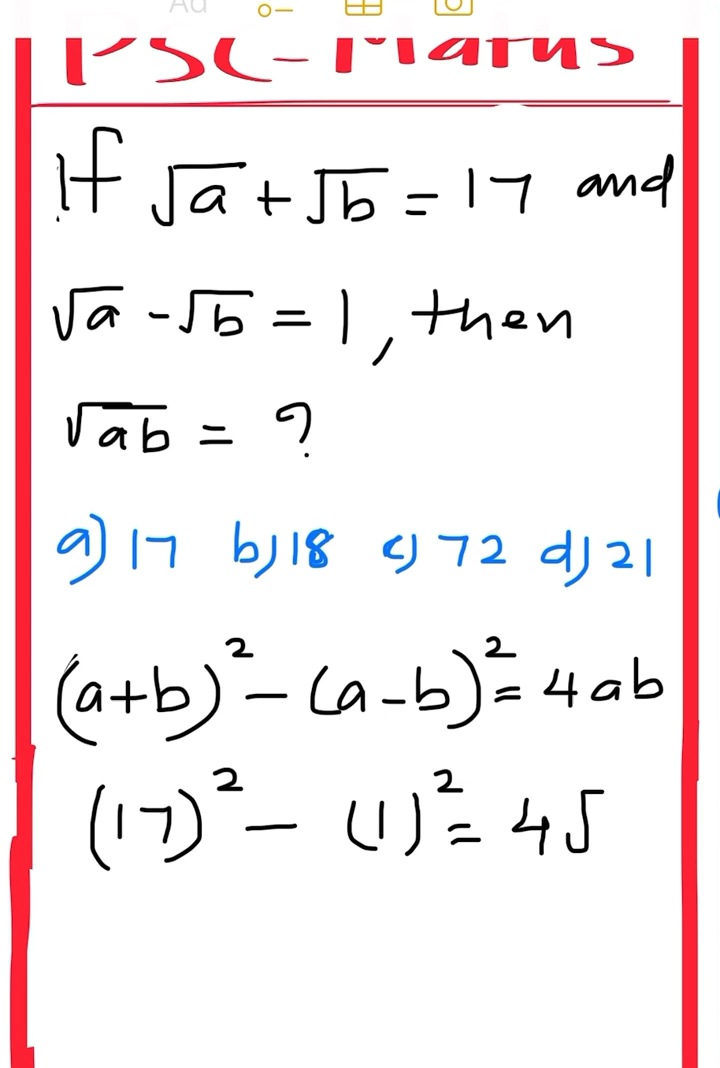 PSC-Maths
If √a + √b = 17 and
√a - √b = 1, then
√ab = ?
a) 17 b) 18 c) 72 d) 21
(a+b)² - (a-b)² = 4ab
(17)² - (1)² = 4√